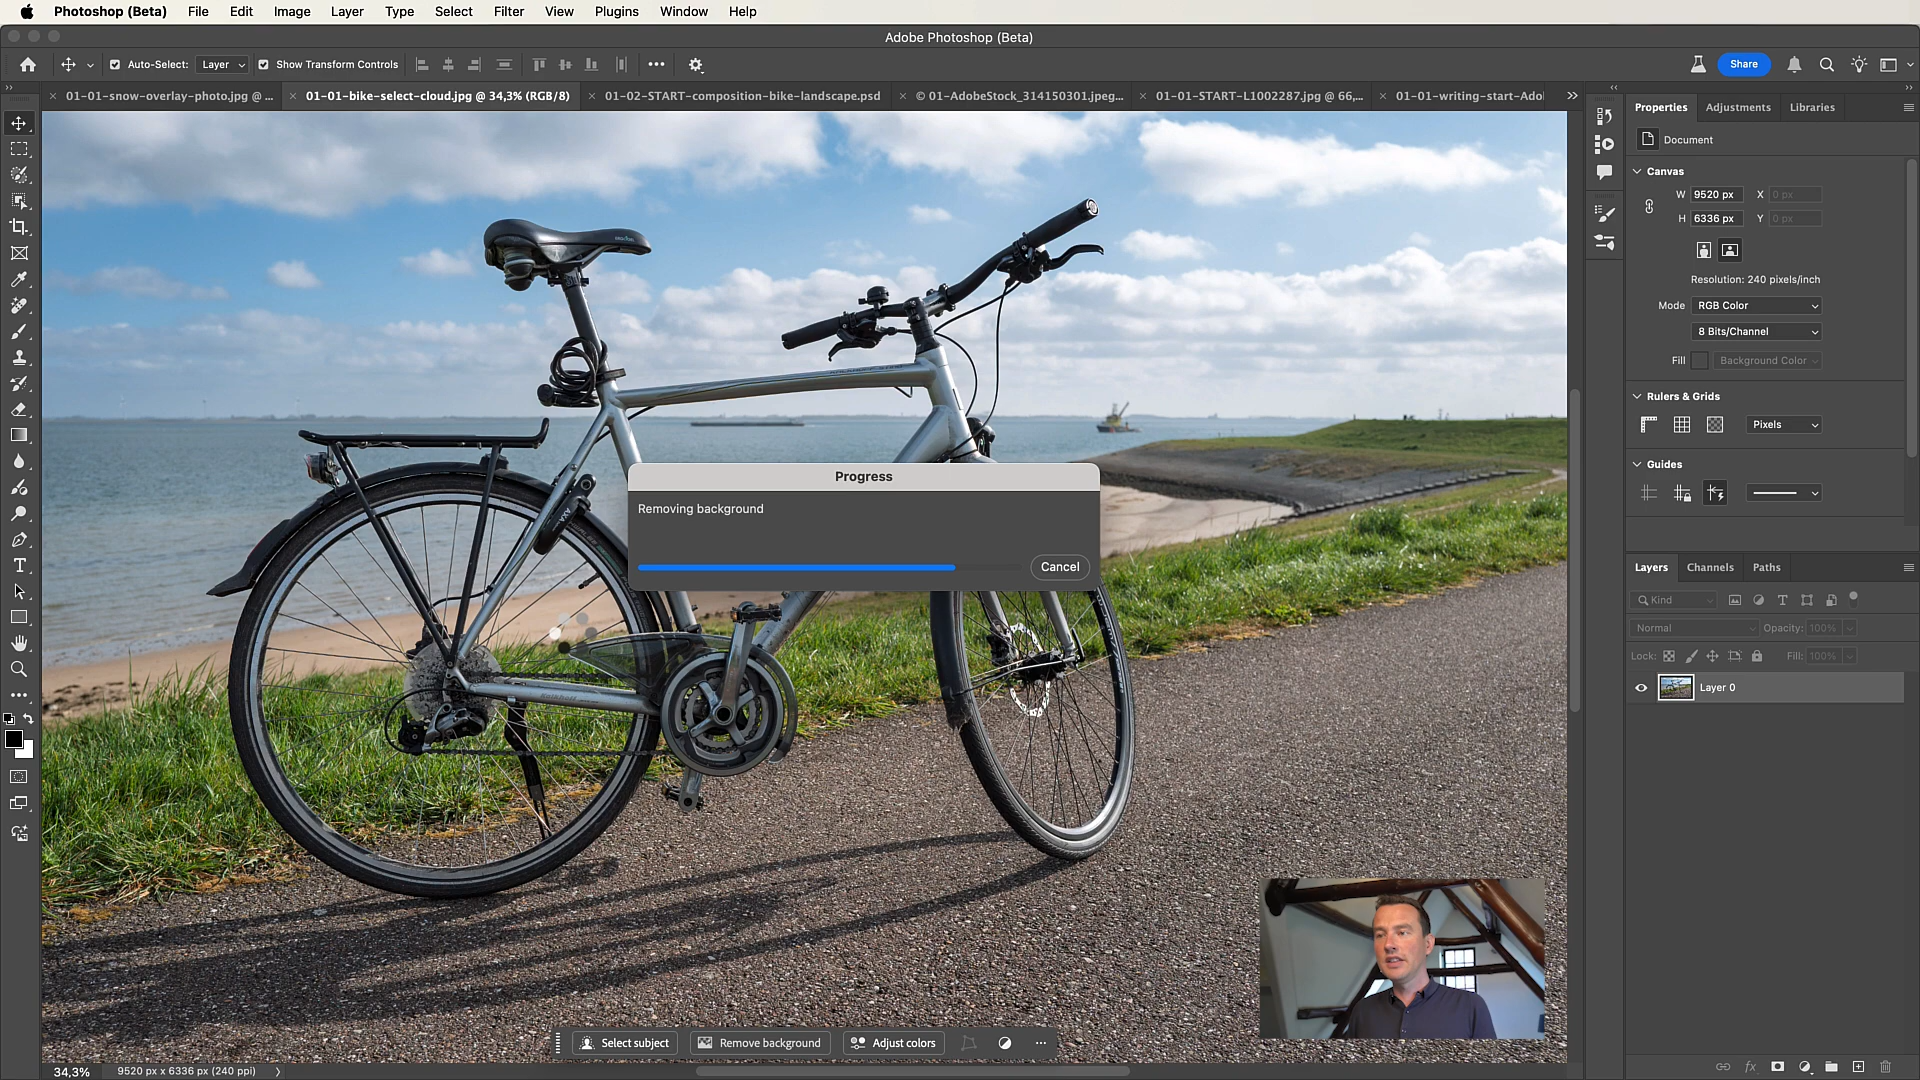 Photoshop (Beta) File Edit Image Layer Type Select Filter View Plugins Window Help
Adobe Photoshop (Beta)
Auto-Select: Layer Show Transform Controls Share
01-01-snow-overlay-photo.jpg @ ... 01-01-bike-select-cloud.jpg @ 34,3% (RGB/8) 01-02-START-composition-bike-landscape.psd © 01-AdobeStock_314150301.jpeg... 01-01-START-L1002287.jpg @ 66,... 01-01-writing-start-Adol
Properties Adjustments Libraries
Document
Canvas
W 9520 px X 0 px
H 6336 px Y 0 px
Resolution: 240 pixels/inch
Mode RGB Color
8 Bits/Channel
Fill Background Color
Rulers & Grids
Pixels
Guides
Progress
Removing background
Cancel
AXA
Layers Channels Paths
Kind
Normal Opacity: 100%
Lock: Fill: 100%
Layer 0
Select subject Remove background Adjust colors
34,3% 9520 px x 6336 px (240 ppi)